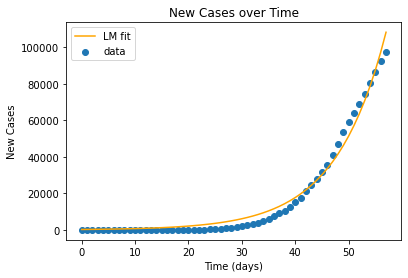 New Cases over Time
LM fit
data
New Cases
100000
80000
60000
40000
20000
0
0 10 20 30 40 50
Time (days)